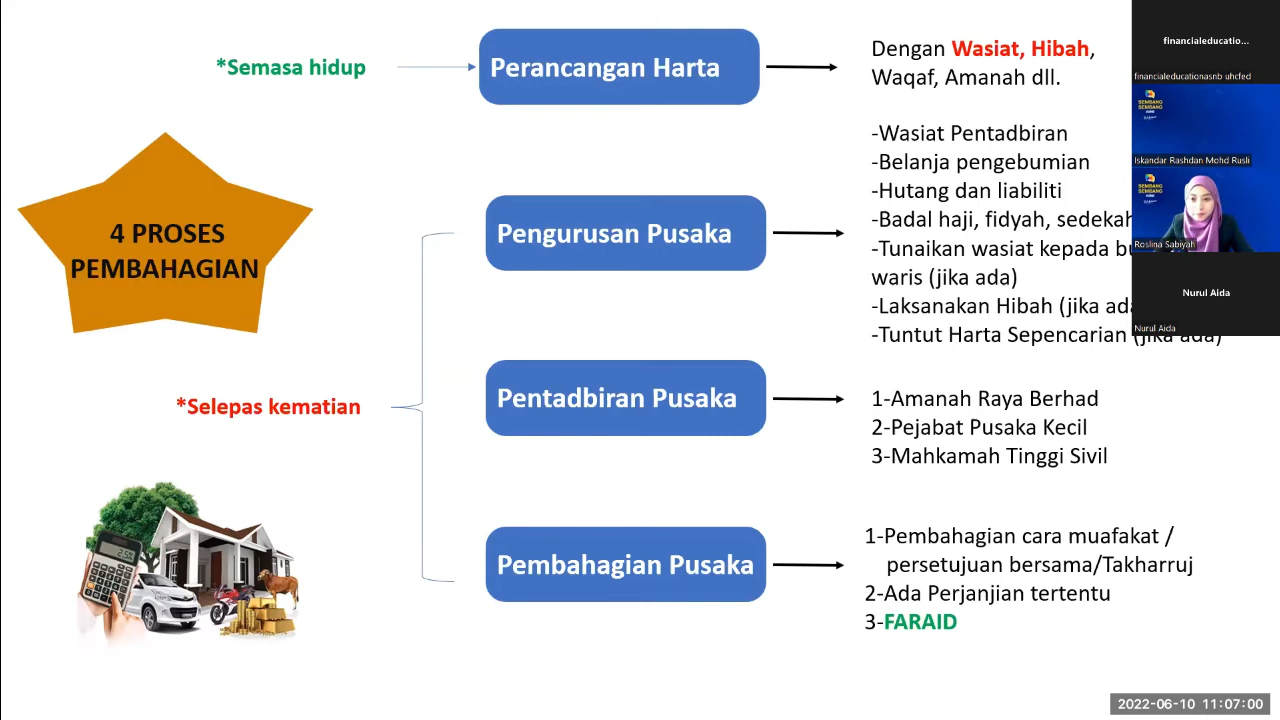 *Semasa hidup
Perancangan Harta
Dengan Wasiat, Hibah,
Waqaf, Amanah dll.
4 PROSES
PEMBAHAGIAN
*Selepas kematian
Pengurusan Pusaka
-Wasiat Pentadbiran
-Belanja pengebumian
-Hutang dan liabiliti
-Badal haji, fidyah, sedekah
-Tunaikan wasiat kepada
waris (jika ada)
-Laksanakan Hibah (jika
-Tuntut Harta Sepencarian (jika ada)
Pentadbiran Pusaka
1-Amanah Raya Berhad
2-Pejabat Pusaka Kecil
3-Mahkamah Tinggi Sivil
Pembahagian Pusaka
1-Pembahagian cara muafakat /
persetujuan bersama/Takharruj
2-Ada Perjanjian tertentu
3-FARAID
2.5%
financialeducatio...
financialeducationasnb uhcfed
SEMBANG
SEMBANG
Iskandar Rashdan Mohd Rusli
SEMBANG
SEMBANG
Roslina Sabiyah
Nurul Aida
Nurul Aida
2022-06-10 11:07:00